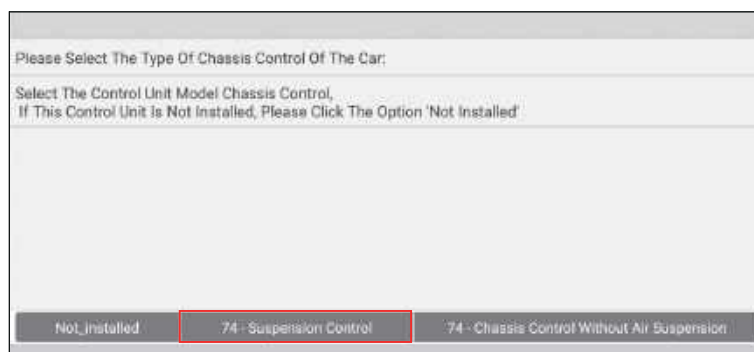 Please Select The Type Of Chassis Control Of The Car:
Select The Control Unit Model Chassis Control,
If This Control Unit Is Not Installed, Please Click The Option 'Not Installed'
Not_installed 74 - Suspension Control 74 - Chassis Control Without Air Suspension